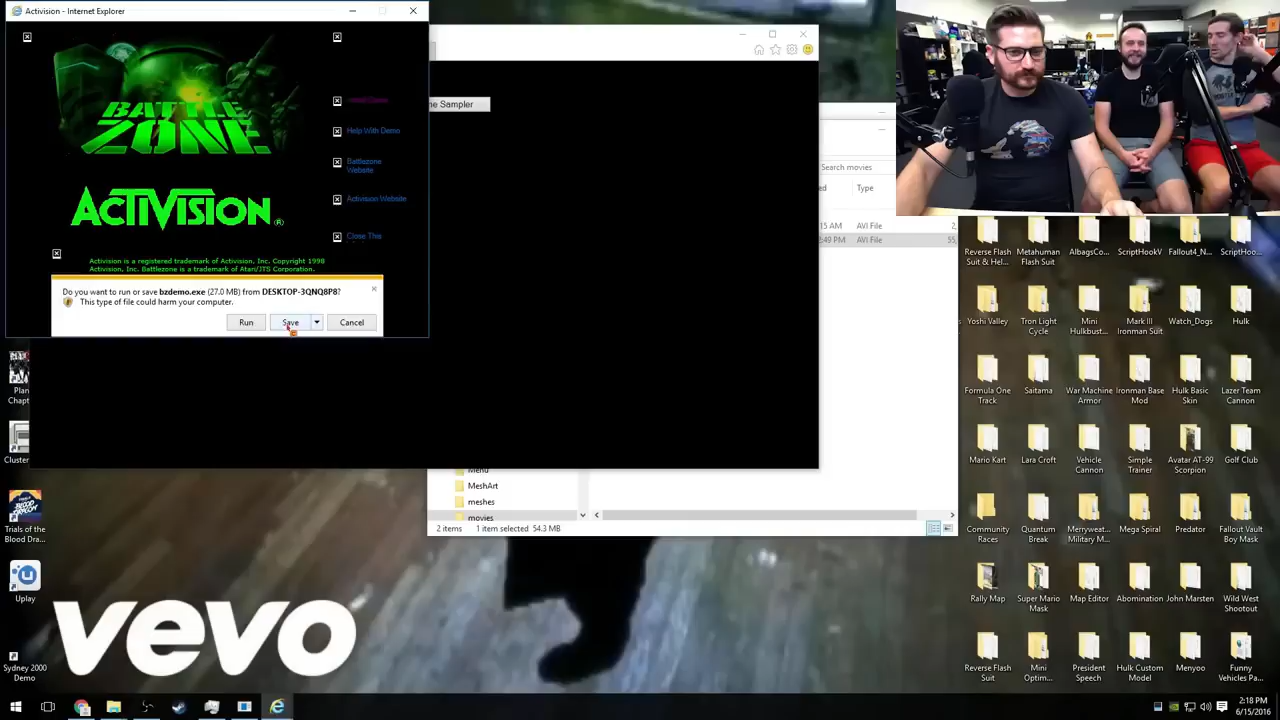 Activision - Internet Explorer
BATTLE
ZONE
ACTIVISION®
Help With Demo
Battlezone
Website
Activision Website
Close This
Activision is a registered trademark of Activision, Inc. Copyright 1998
Activision, Inc. Battlezone is a trademark of Atari/JTS Corporation.
Do you want to run or save bzdemo.exe (27.0 MB) from DESKTOP-3QNQ8P8?
This type of file could harm your computer.
Run
Save
Cancel
me Sampler
Search movies
ed
Type
15 AM
AVI File
2,
2:49 PM
AVI File
55,
Menu
MeshArt
meshes
movies
2 items
1 item selected 54.3 MB
Plan
Chapt
Cluster
Trials of the
Blood Dra...
Uplay
Sydney 2000
Demo
vevo
Reverse Flash
Suit & Hel...
Metahuman
Flash Suit
AlbagsCo...
ScriptHookV
Fallout4_N...
ScriptHoo...
Yoshi Valley
Tron Light
Cycle
Mini
Hulkbust...
Mark III
Ironman Suit
Watch_Dogs
Hulk
Formula One
Track
Saitama
War Machine
Armor
Ironman Base
Mod
Hulk Basic
Skin
Lazer Team
Cannon
Mario Kart
Lara Croft
Vehicle
Cannon
Simple
Trainer
Avatar AT-99
Scorpion
Golf Club
Community
Races
Quantum
Break
Merryweat...
Military M...
Mega Spiral
Predator
Fallout Vault
Boy Mask
Rally Map
Super Mario
Mask
Map Editor
Abomination
John Marsten
Wild West
Shootout
Reverse Flash
Suit
Mini
Optim...
President
Speech
Hulk Custom
Model
Menyoo
Funny
Vehicles Pa...
2:18 PM
6/15/2016